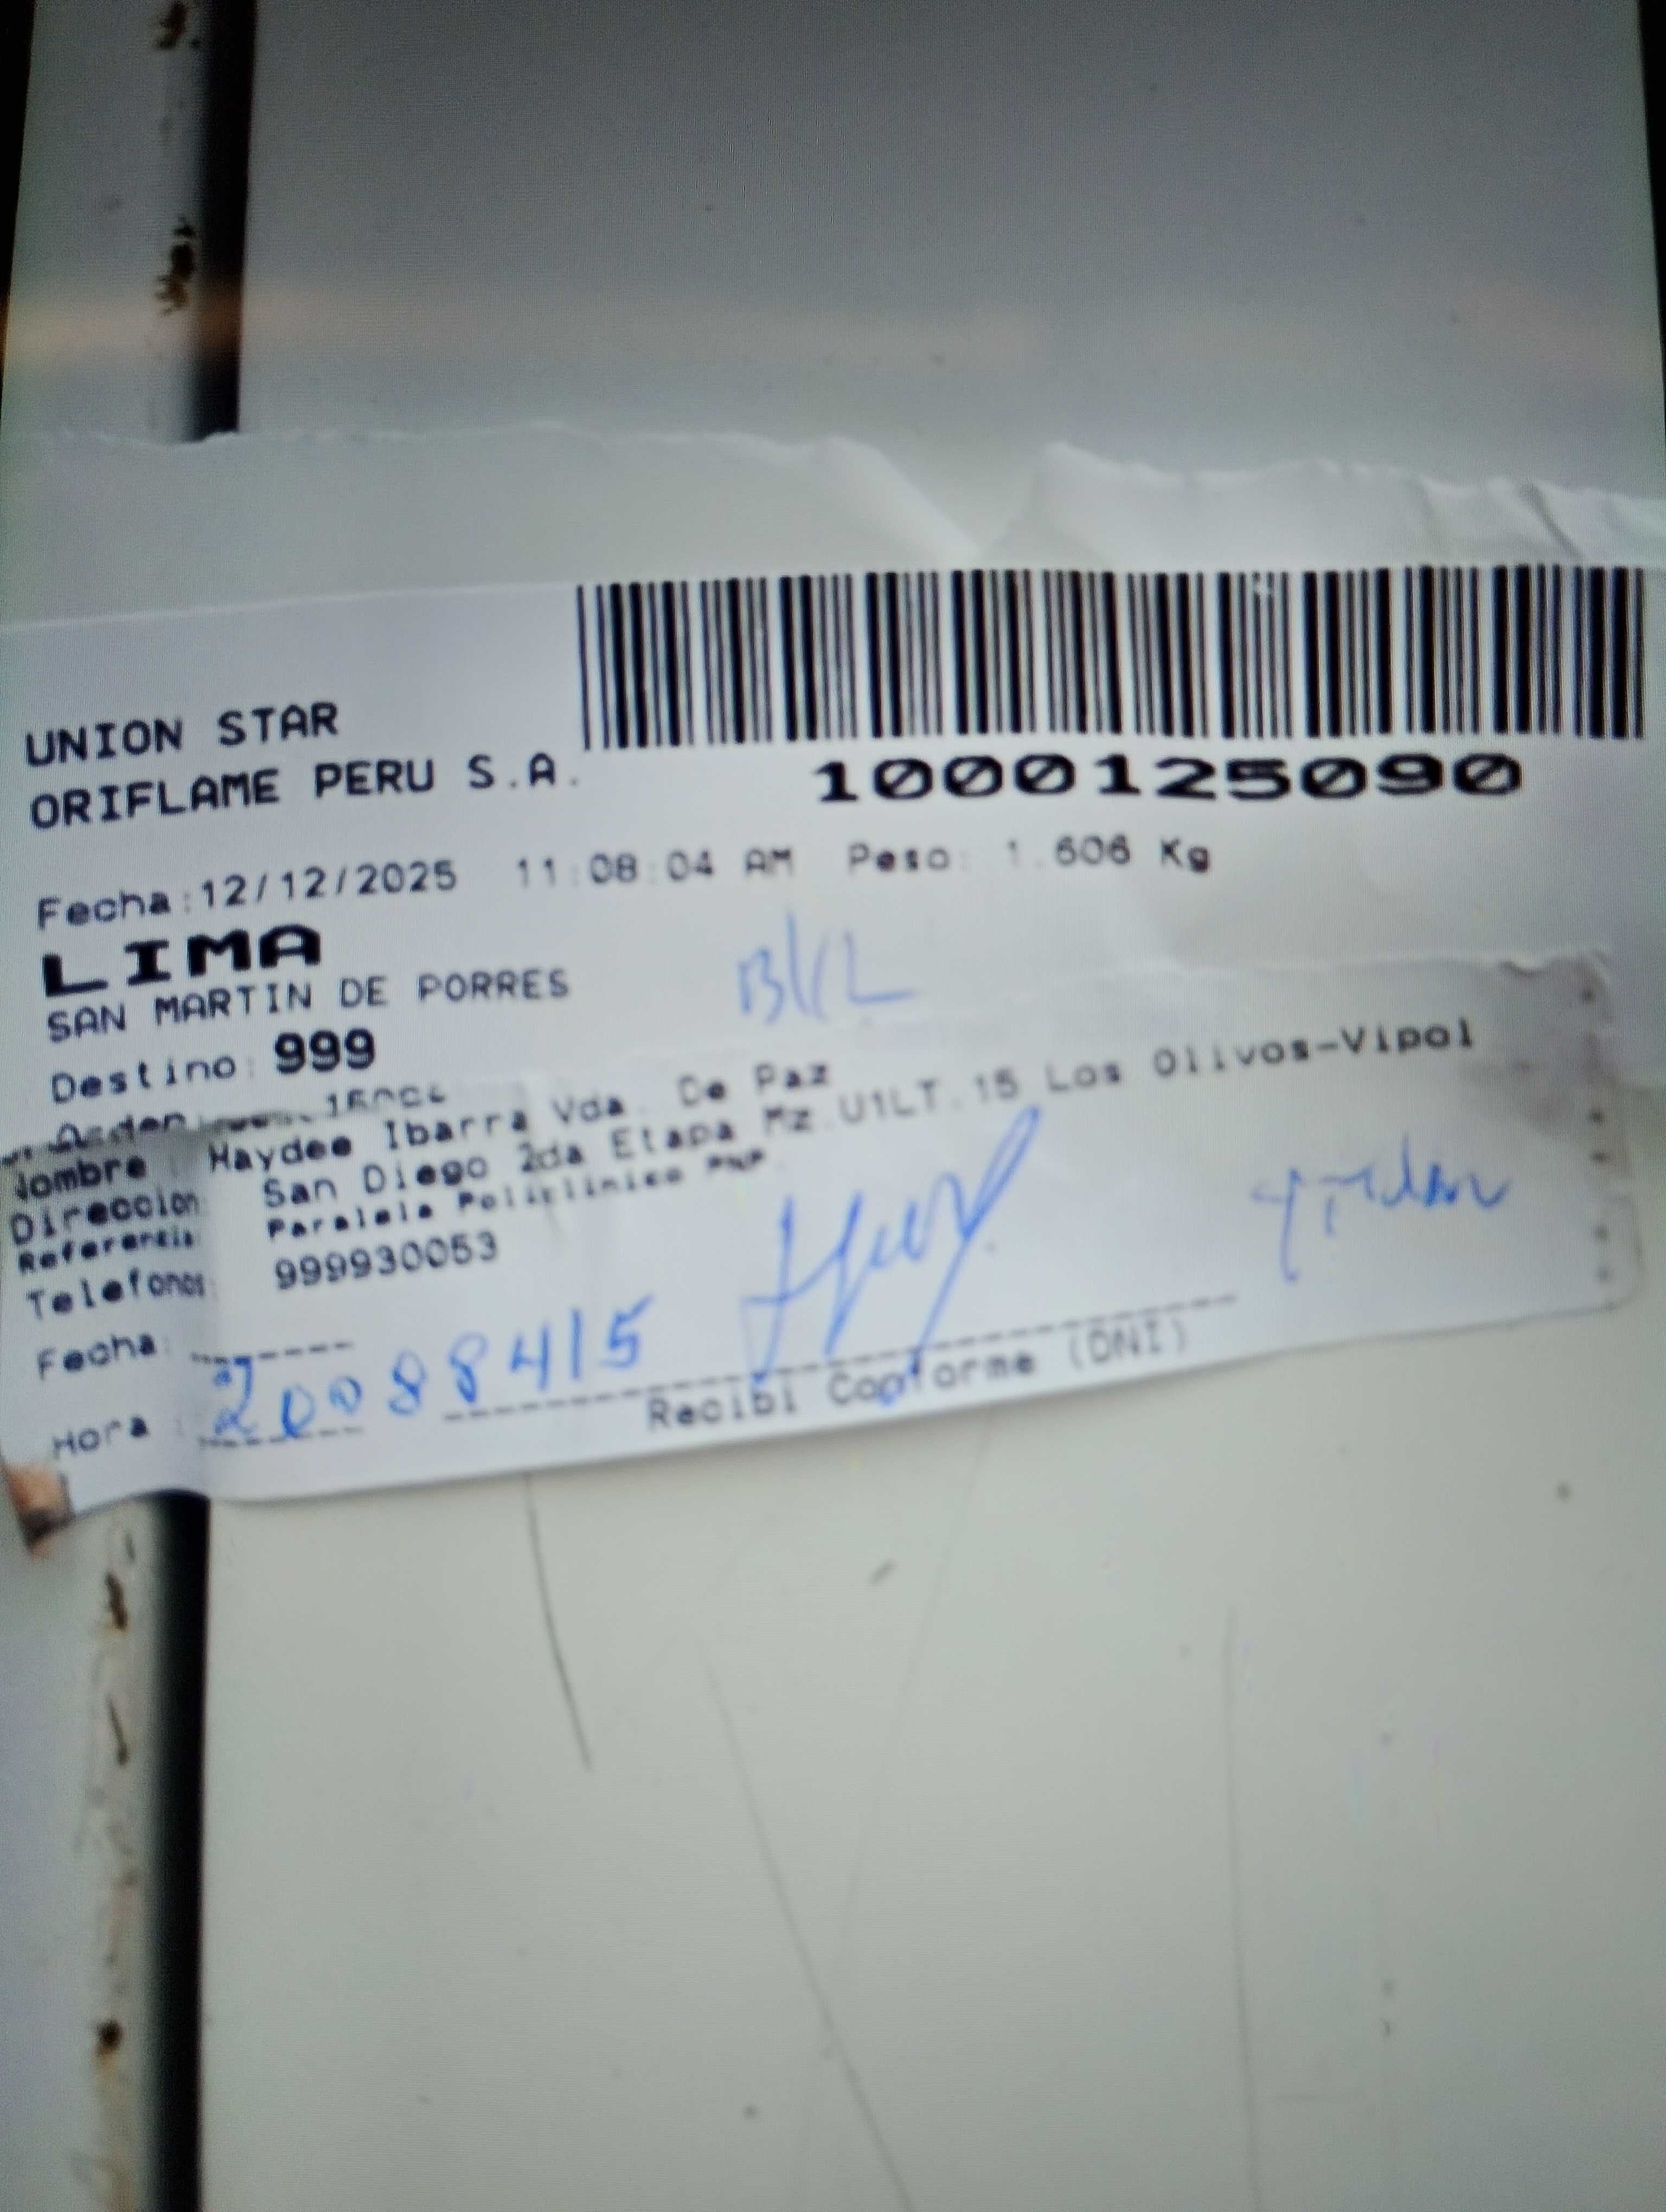 UNION STAR
ORIFLAME PERU S.A.
1000125090
Fecha:12/12/2025 11:08:04 AM Peso: 1.606 Kg
LIMA
SAN MARTIN DE PORRES
Destino: 999
Nombre : Haydee Ibarra Vda. De Paz
Direccion: San Diego 2da Etapa Mz.U1LT.15 Los Olivos-Vipol
Referencia: Paralela Policlinico PNP
Telefonos: 999930053
Fecha:
Hora : 20088415
Recibi Conforme (DNI)